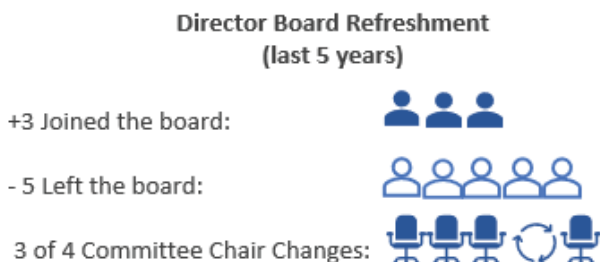 Director Board Refreshment
(last 5 years)
+3 Joined the board:
- 5 Left the board:
3 of 4 Committee Chair Changes: